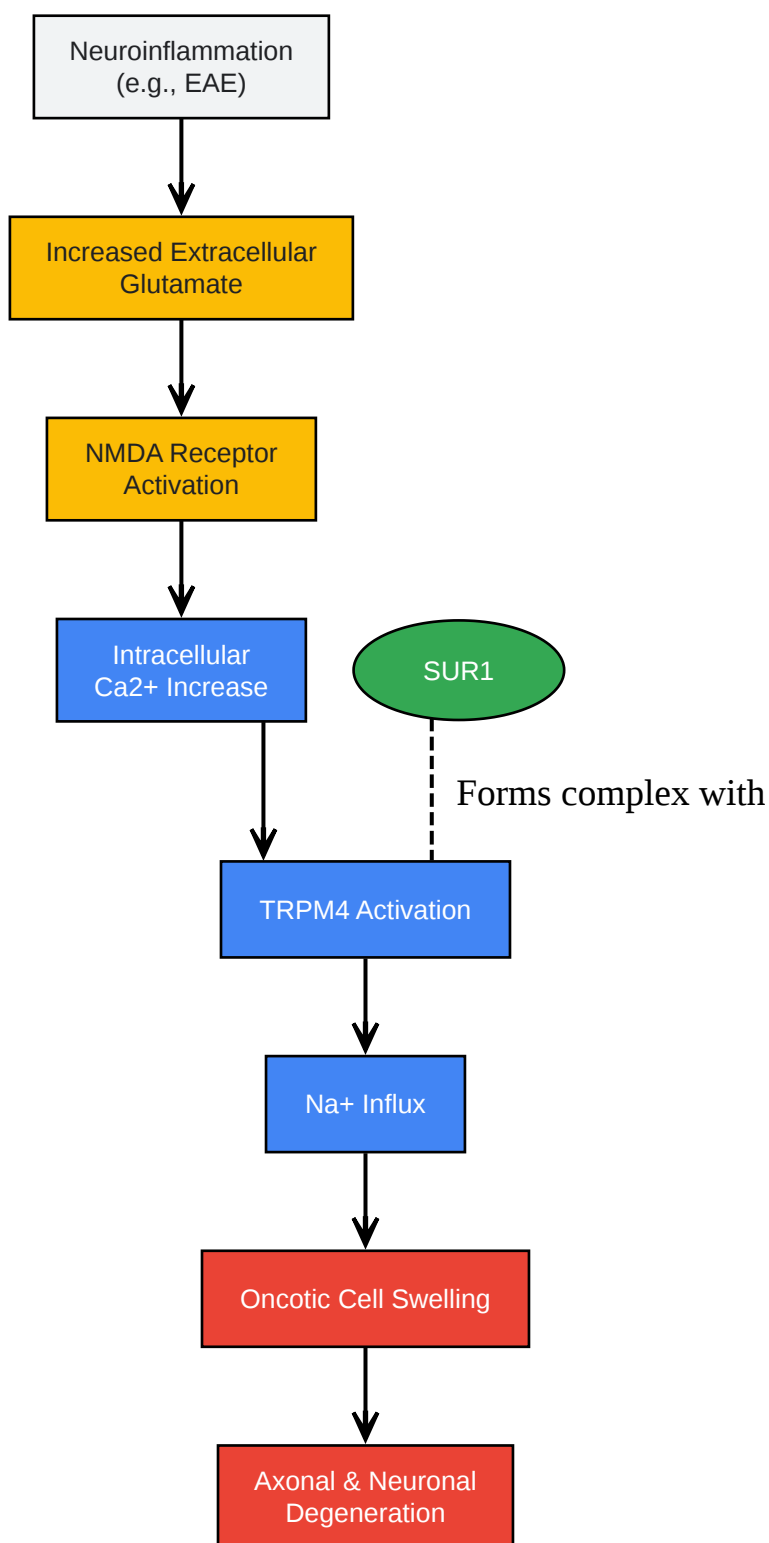 Neuroinflammation
(e.g., EAE)
Increased Extracellular
Glutamate
NMDA Receptor
Activation
Intracellular
Ca2+ Increase
SUR1
Forms complex with
TRPM4 Activation
Na+ Influx
Oncotic Cell Swelling
Axonal & Neuronal
Degeneration